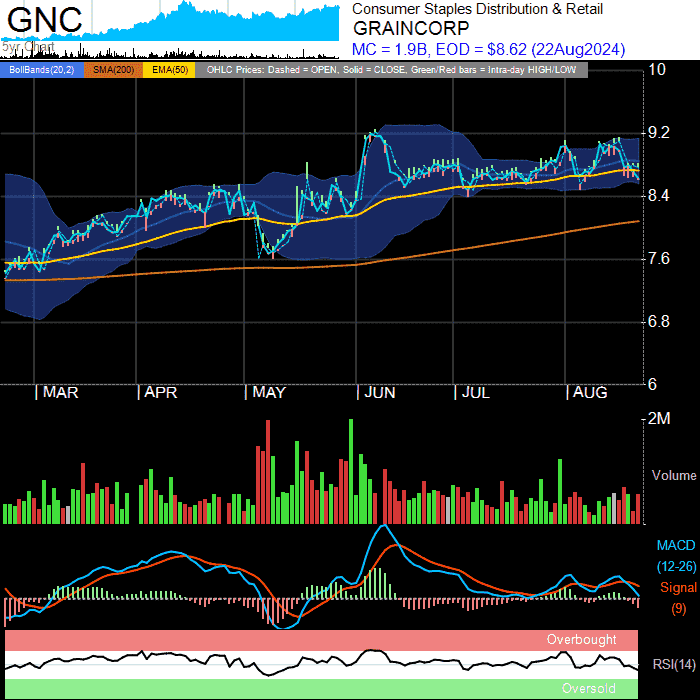 GNC
5yr Chart
Consumer Staples Distribution & Retail
GRAINCORP
MC = 1.9B, EOD = $8.62 (22Aug2024)
BollBands(20,2) SMA(200) EMA(50) OHLC Prices: Dashed = OPEN, Solid = CLOSE, Green/Red bars = Intra-day HIGH/LOW
10
9.2
8.4
7.6
6.8
6
| MAR | APR | MAY | JUN | JUL | AUG
2M
Volume
MACD
(12-26)
Signal
(9)
Overbought
RSI(14)
Oversold